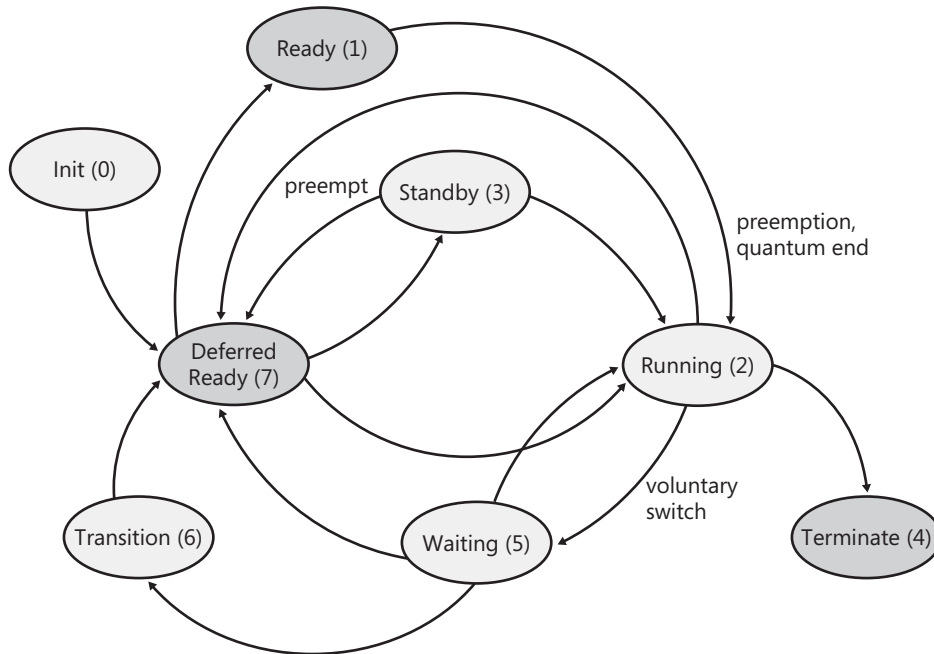 Ready (1)
Init (0)
preempt
Standby (3)
preemption,
quantum end
Deferred
Ready (7)
Running (2)
voluntary
switch
Transition (6)
Waiting (5)
Terminate (4)